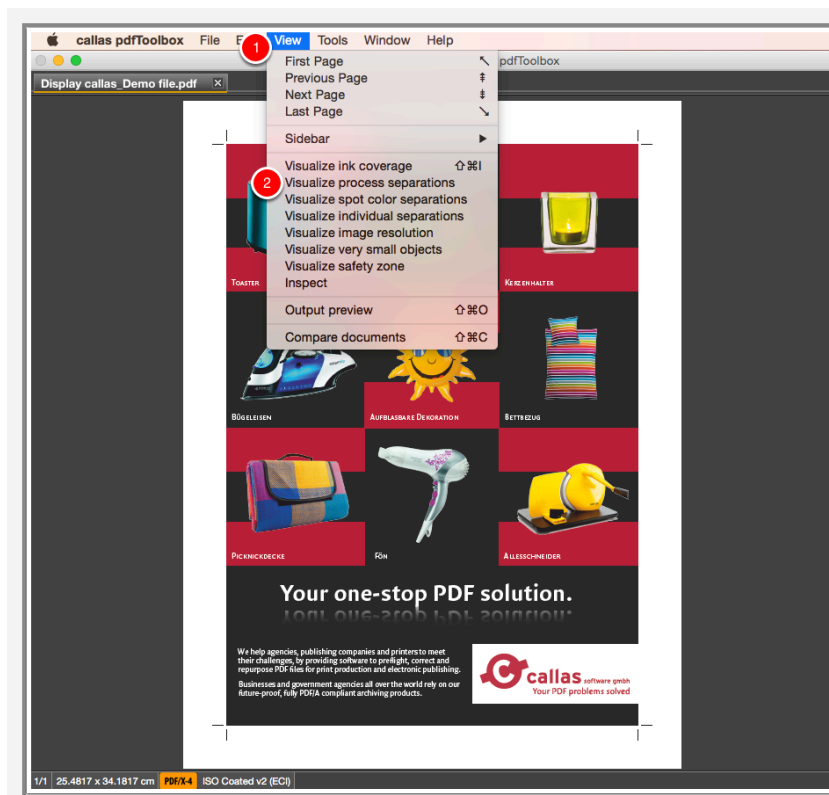 callas pdfToolbox File E View Tools Window Help
1
pdfToolbox
Display callas_Demo file.pdf
First Page
Previous Page
Next Page
Last Page
Sidebar
Visualize ink coverage ⇧⌘I
2
Visualize process separations
Visualize spot color separations
Visualize individual separations
Visualize image resolution
Visualize very small objects
Visualize safety zone
Inspect
Output preview ⇧⌘O
Compare documents ⇧⌘C
Toaster
Kerzenhalter
Bügeleisen
Aufblasbare Dekoration
Bettbezug
Picknickdecke
Fön
Allesschneider
Your one-stop PDF solution.
We help agencies, publishing companies and printers to meet
their challenges, by providing software to preflight, correct and
repurpose PDF files for print production and electronic publishing.
Businesses and government agencies all over the world rely on our
future-proof, fully PDF/A compliant archiving products.
callas software gmbh
Your PDF problems solved
1/1 25.4817 x 34.1817 cm PDF/X-4 ISO Coated v2 (ECI)